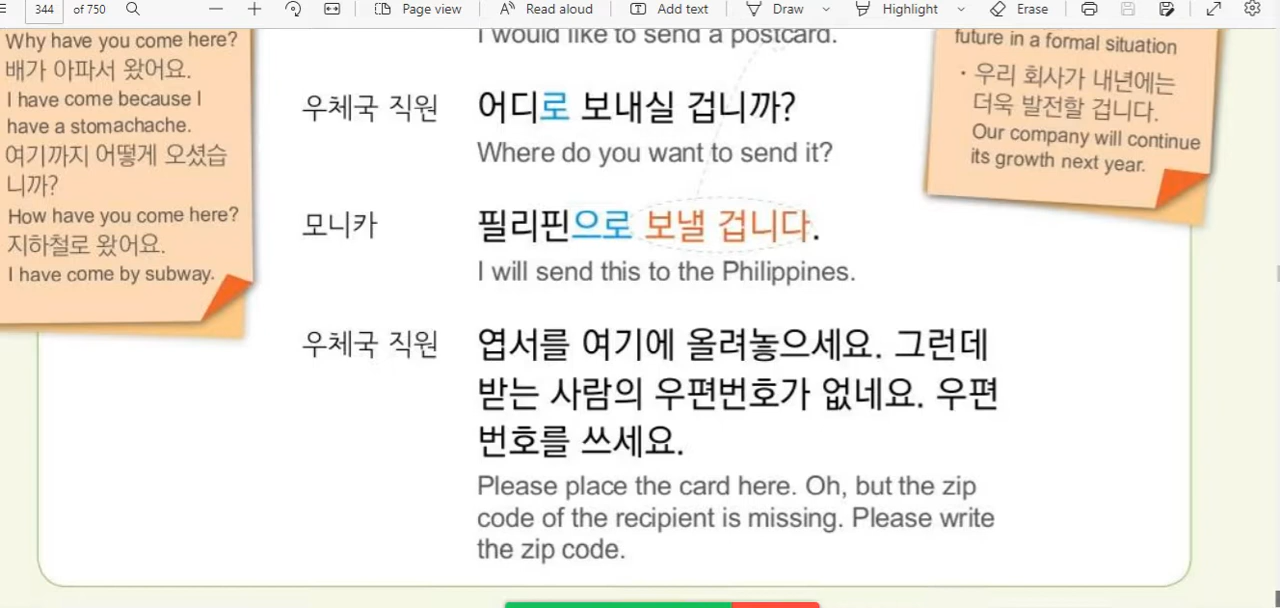 344 of 750 Page view Read aloud Add text Draw Highlight Erase
Why have you come here?
배가 아파서 왔어요.
I have come because I
have a stomachache.
여기까지 어떻게 오셨습
니까?
How have you come here?
지하철로 왔어요.
I have come by subway.
I would like to send a postcard.
우체국 직원 어디로 보내실 겁니까?
Where do you want to send it?
모니카 필리핀으로 보낼 겁니다.
I will send this to the Philippines.
우체국 직원 엽서를 여기에 올려놓으세요. 그런데
받는 사람의 우편번호가 없네요. 우편
번호를 쓰세요.
Please place the card here. Oh, but the zip
code of the recipient is missing. Please write
the zip code.
future in a formal situation
· 우리 회사가 내년에는
더욱 발전할 겁니다.
Our company will continue
its growth next year.